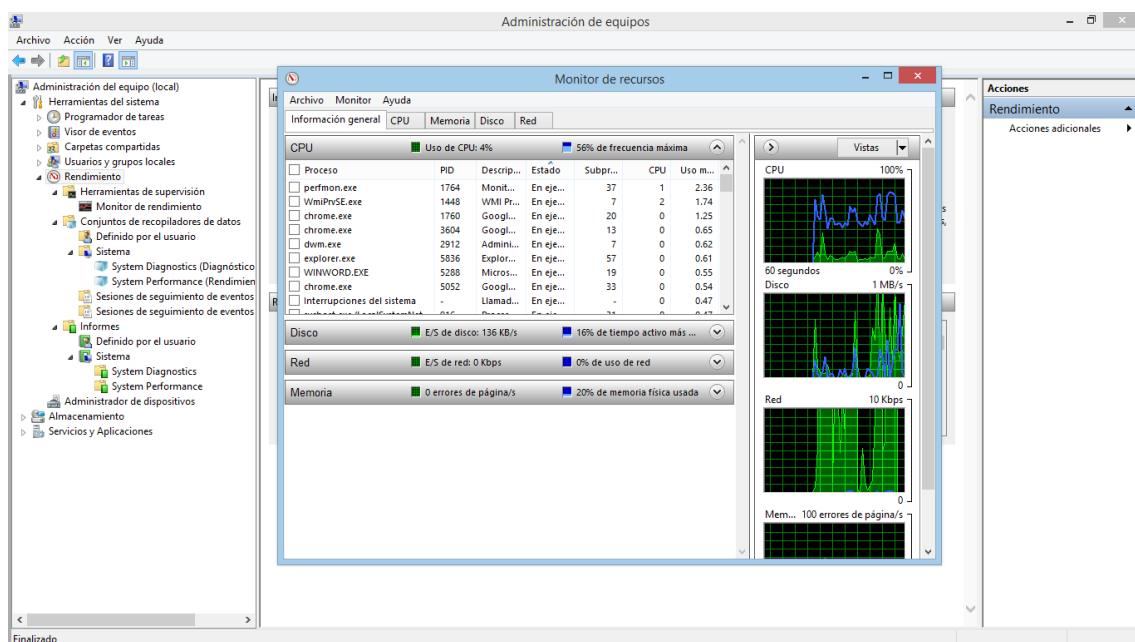 Administración de equipos
Archivo Acción Ver Ayuda
Administración del equipo (local)
Herramientas del sistema
Programador de tareas
Visor de eventos
Carpetas compartidas
Usuarios y grupos locales
Rendimiento
Herramientas de supervisión
Monitor de rendimiento
Conjuntos de recopiladores de datos
Definido por el usuario
Sistema
System Diagnostics (Diagnóstico
System Performance (Rendimien
Sesiones de seguimiento de eventos
Sesiones de seguimiento de eventos
Informes
Definido por el usuario
Sistema
System Diagnostics
System Performance
Administrador de dispositivos
Almacenamiento
Servicios y Aplicaciones
Monitor de recursos
Archivo Monitor Ayuda
Información general CPU Memoria Disco Red
CPU Uso de CPU: 4% 56% de frecuencia máxima
Proceso PID Descrip... Estado Subpr... CPU Uso m...
perfmon.exe 1764 Monit... En eje... 37 1 2.36
WmiPrvSE.exe 1448 WMI Pr... En eje... 7 2 1.74
chrome.exe 1760 Googl... En eje... 20 0 1.25
chrome.exe 3604 Googl... En eje... 13 0 0.65
dwm.exe 2912 Admini... En eje... 7 0 0.62
explorer.exe 5836 Explor... En eje... 57 0 0.61
WINWORD.EXE 5288 Micros... En eje... 19 0 0.55
chrome.exe 5052 Googl... En eje... 33 0 0.54
Interrupciones del sistema - Llamad... En eje... - 0 0.47
Disco E/S de disco: 136 KB/s 16% de tiempo activo más ...
Red E/S de red: 0 Kbps 0% de uso de red
Memoria 0 errores de página/s 20% de memoria física usada
Vistas
CPU 100%
60 segundos 0%
Disco 1 MB/s
0
Red 10 Kbps
0
Mem... 100 errores de página/s
Acciones
Rendimiento
Acciones adicionales
Finalizado